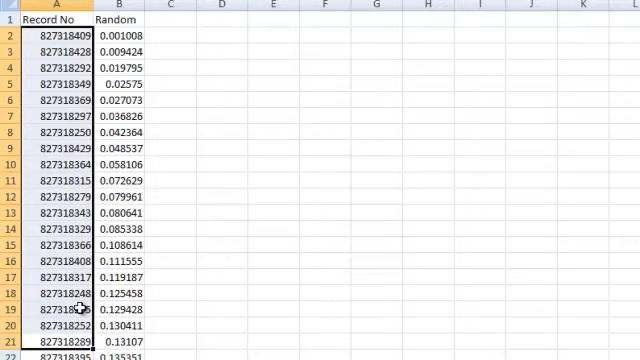 A B C D E F G H I J K L
1 Record No Random
2 827318409 0.001008
3 827318428 0.009424
4 827318292 0.019795
5 827318349 0.02575
6 827318369 0.027073
7 827318297 0.036826
8 827318250 0.042364
9 827318429 0.048537
10 827318364 0.058106
11 827318315 0.072629
12 827318279 0.079961
13 827318343 0.080641
14 827318329 0.085338
15 827318366 0.108614
16 827318408 0.111555
17 827318317 0.119187
18 827318248 0.125458
19 0.129428
20 827318252 0.130411
21 827318289 0.13107
22 827318395 0.135351